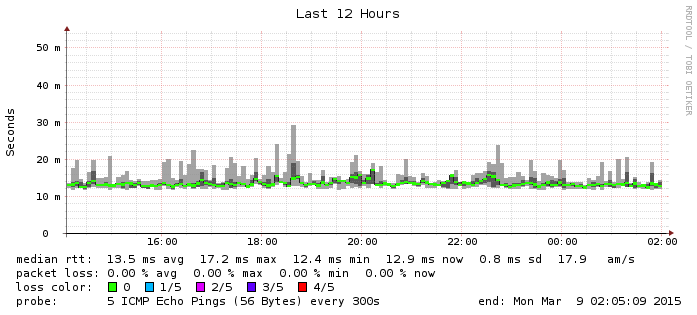 Last 12 Hours
RRDTOOL / TOBI OETIKER
Seconds
50 m
40 m
30 m
20 m
10 m
0
16:00 18:00 20:00 22:00 00:00 02:00
median rtt: 13.5 ms avg 17.2 ms max 12.4 ms min 12.9 ms now 0.8 ms sd 17.9 am/s
packet loss: 0.00 % avg 0.00 % max 0.00 % min 0.00 % now
loss color: 0 1/5 2/5 3/5 4/5
probe: 5 ICMP Echo Pings (56 Bytes) every 300s end: Mon Mar 9 02:05:09 2015